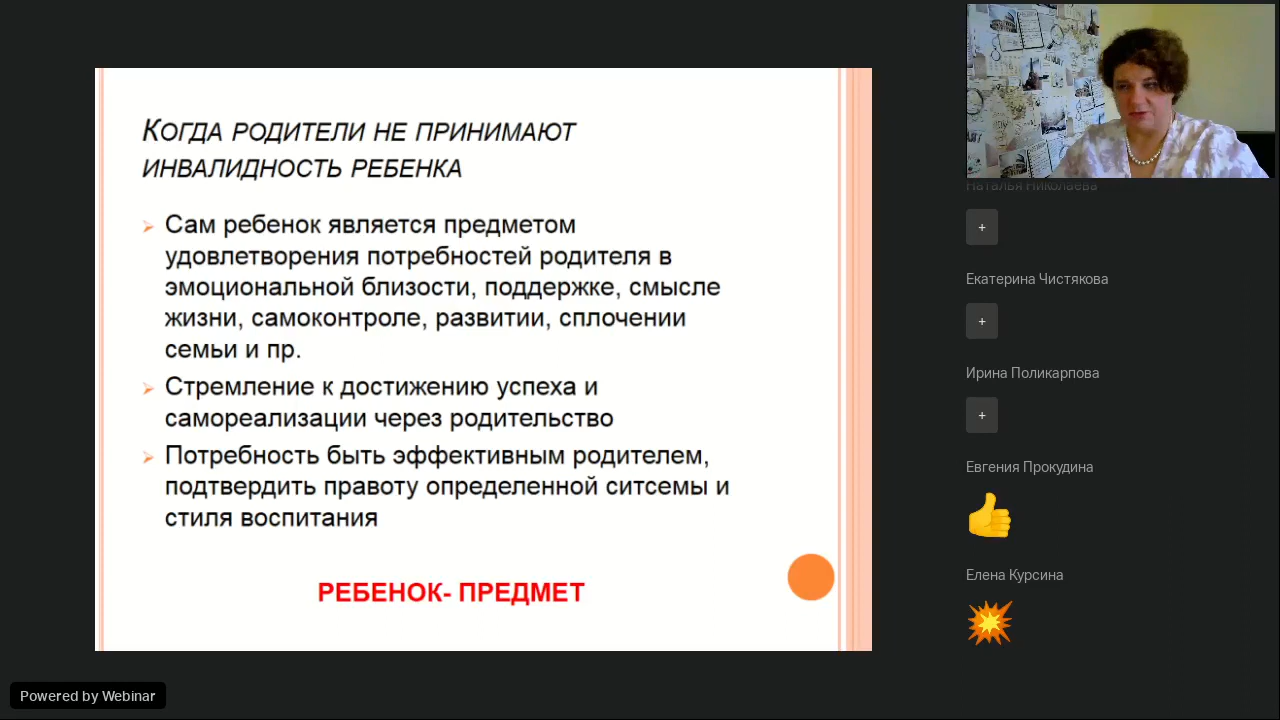 КОГДА РОДИТЕЛИ НЕ ПРИНИМАЮТ
ИНВАЛИДНОСТЬ РЕБЕНКА
Сам ребенок является предметом
удовлетворения потребностей родителя в
эмоциональной близости, поддержке, смысле
жизни, самоконтроле, развитии, сплочении
семьи и пр.
Стремление к достижению успеха и
самореализации через родительство
Потребность быть эффективным родителем,
подтвердить правоту определенной ситсемы и
стиля воспитания
РЕБЕНОК- ПРЕДМЕТ
Наталья Николаева
+
Екатерина Чистякова
+
Ирина Поликарпова
+
Евгения Прокудина
Елена Курсина
Powered by Webinar